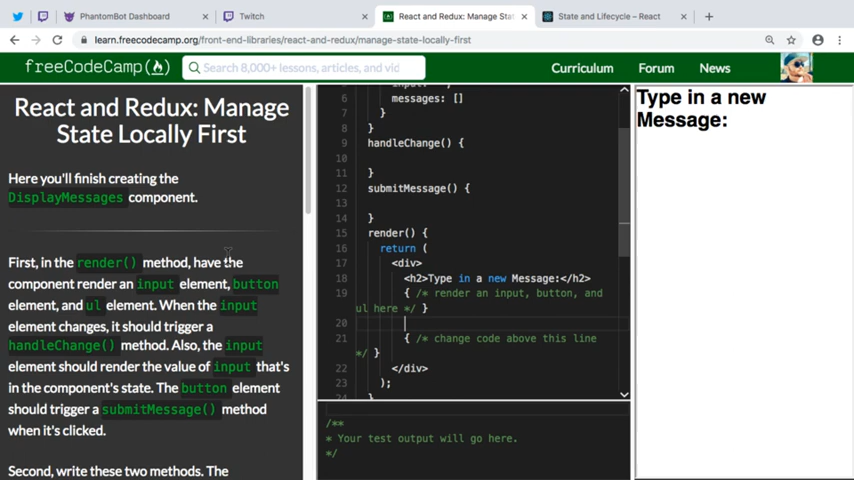 PhantomBot Dashboard
Twitch
React and Redux: Manage Stat
State and Lifecycle – React
learn.freecodecamp.org/front-end-libraries/react-and-redux/manage-state-locally-first
freeCodeCamp
Search 8,000+ lessons, articles, and vid
Curriculum
Forum
News
React and Redux: Manage
State Locally First
Here you'll finish creating the
DisplayMessages component.
First, in the render() method, have the
component render an input element, button
element, and ul element. When the input
element changes, it should trigger a
handleChange() method. Also, the input
element should render the value of input that's
in the component's state. The button element
should trigger a submitMessage() method
when it's clicked.
Second, write these two methods. The
6 messages: []
7 }
8 }
9 handleChange() {
10
11 }
12 submitMessage() {
13
14 }
15 render() {
16 return (
17 <div>
18 <h2>Type in a new Message:</h2>
19 { /* render an input, button, and
ul here */ }
20
21 { /* change code above this line
*/ }
22 </div>
23 );
24 }
/**
* Your test output will go here.
*/
Type in a new
Message: